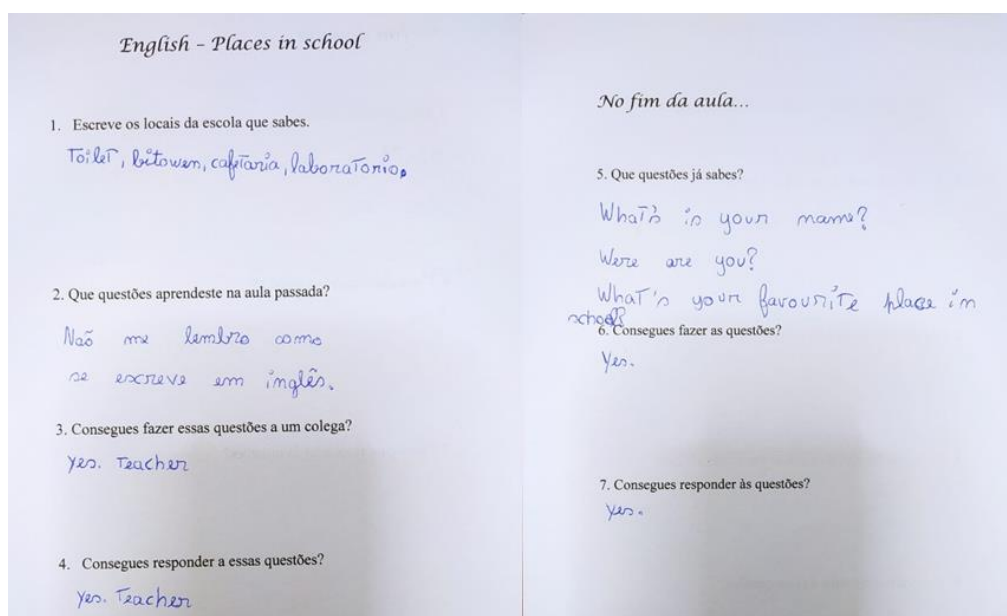 English - Places in school
1. Escreve os locais da escola que sabes.
Toilet, bitowen, cafetaria, laboratorio.
2. Que questões aprendeste na aula passada?
Naõ me lembro como
se escreve em inglês.
3. Consegues fazer essas questões a um colega?
Yes. Teacher
4. Consegues responder a essas questões?
Yes. Teacher
No fim da aula...
5. Que questões já sabes?
What's is your name?
Were are you?
What's your favourite place in
school?
6. Consegues fazer as questões?
Yes.
7. Consegues responder às questões?
Yes.